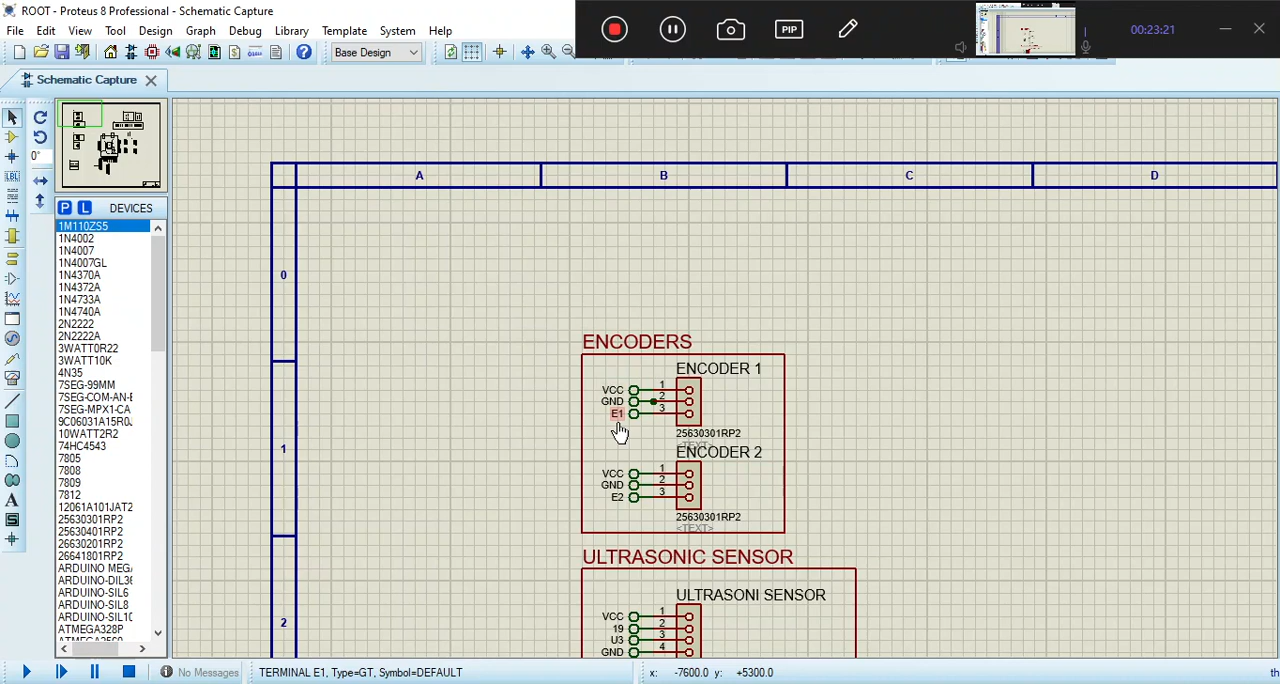 ROOT - Proteus 8 Professional - Schematic Capture
File Edit View Tool Design Graph Debug Library Template System Help
PIP
00:23:21
Base Design
Schematic Capture
0°
LBL
P L DEVICES
1M110ZS5
1N4002
1N4007
1N4007GL
1N4370A
1N4372A
1N4733A
1N4740A
2N2222
2N2222A
3WATT0R22
3WATT10K
4N35
7SEG-99MM
7SEG-COM-AN-
7SEG-MPX1-CA
9C06031A15R0
10WATT2R2
74HC4543
7805
7808
7809
7812
12061A101JAT2
25630301RP2
25630401RP2
26630201RP2
26641801RP2
ARDUINO MEG
ARDUINO-DIL3
ARDUINO-SIL6
ARDUINO-SIL8
ARDUINO-SIL1
ATMEGA328P
A B C D
0
1
2
ENCODERS
ENCODER 1
VCC 1
GND 2
E1 3
25630301RP2
<TEXT>
ENCODER 2
VCC 1
GND 2
E2 3
25630301RP2
<TEXT>
ULTRASONIC SENSOR
ULTRASONI SENSOR
VCC 1
19 2
U3 3
GND 4
No Messages
TERMINAL E1, Type=GT, Symbol=DEFAULT
x: -7600.0 y: +5300.0
th